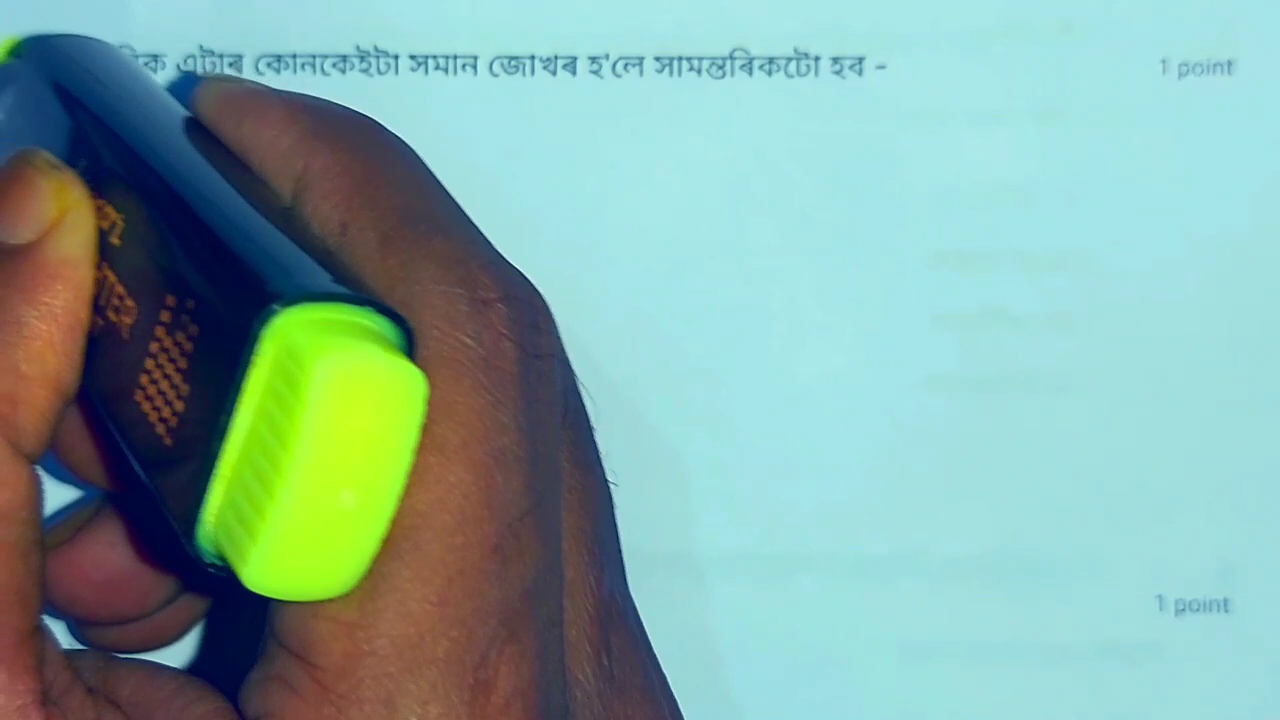 এটাৰ কোনকেইটা সমান জোখৰ হ'লে সামন্তৰিকটো হব - 1 point
1 point